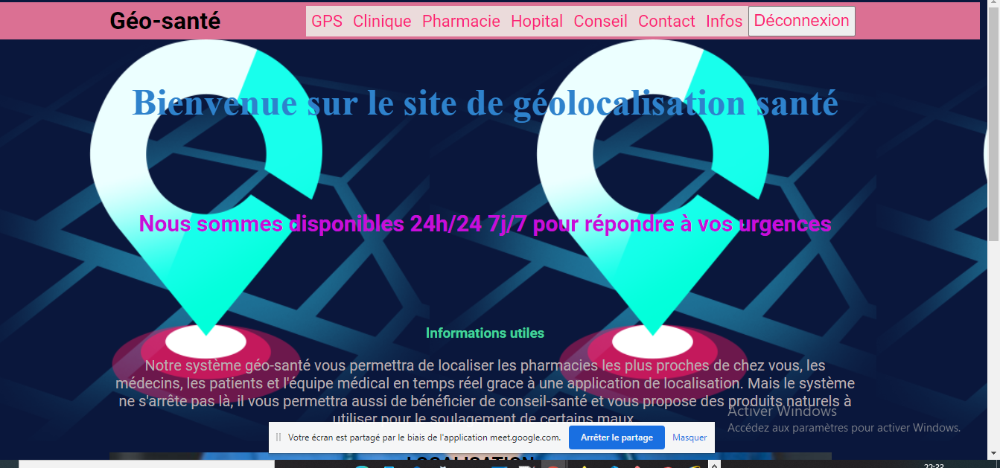 Géo-santé
GPS Clinique Pharmacie Hopital Conseil Contact Infos Déconnexion
Bienvenue sur le site de géolocalisation santé
Nous sommes disponibles 24h/24 7j/7 pour répondre à vos urgences
Informations utiles
Notre système géo-santé vous permettra de localiser les pharmacies les plus proches de chez vous, les
médecins, les patients et l'équipe médical en temps réel grace à une application de localisation. Mais le système
ne s'arrête pas là, il vous permettra aussi de bénéficier de conseil-santé et vous propose des produits naturels à
utiliser pour le soulagement de certains maux
Activer Windows
Accédez aux paramètres pour activer Windows.
Votre écran est partagé par le biais de l'application meet.google.com. Arrêter le partage Masquer
LOCALISATION
22:33